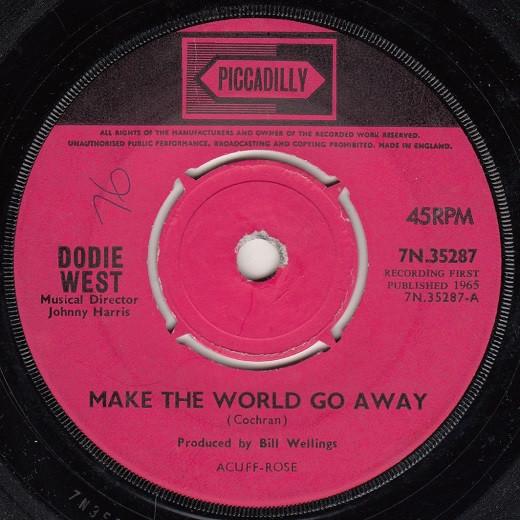 PICCADILLY
ALL RIGHTS OF THE MANUFACTURERS AND OWNER OF THE RECORDED WORK RESERVED.
UNAUTHORISED PUBLIC PERFORMANCE, BROADCASTING AND COPYING PROHIBITED. MADE IN ENGLAND.
76
45RPM
DODIE
WEST
Musical Director
Johnny Harris
7N.35287
RECORDING FIRST
PUBLISHED 1965
7N.35287-A
MAKE THE WORLD GO AWAY
(Cochran)
Produced by Bill Wellings
ACUFF-ROSE